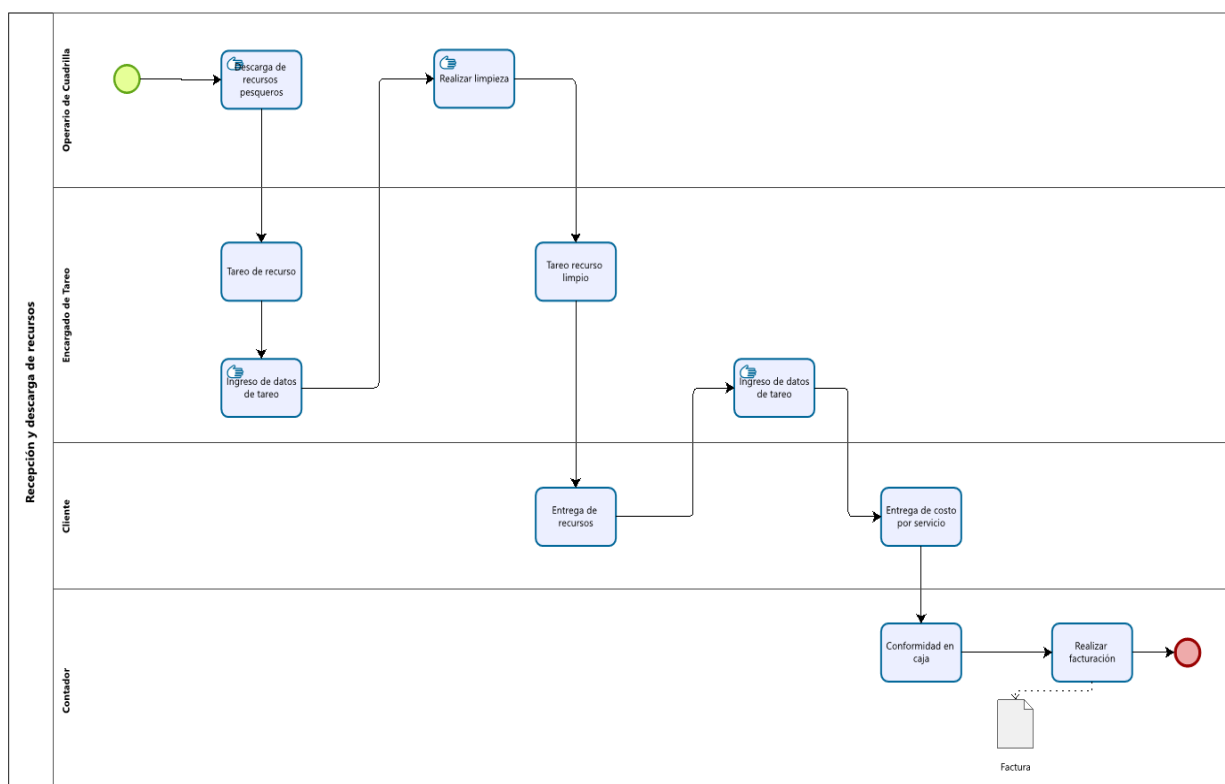 Recepción y descarga de recursos
Operario de Cuadrilla
Descarga de
recursos
pesqueros
Realizar limpieza
Encargado de Tareo
Tareo de recurso
Tareo recurso
limpio
Ingreso de datos
de tareo
Ingreso de datos
de tareo
Cliente
Entrega de
recursos
Entrega de costo
por servicio
Contador
Conformidad en
caja
Realizar
facturación
Factura